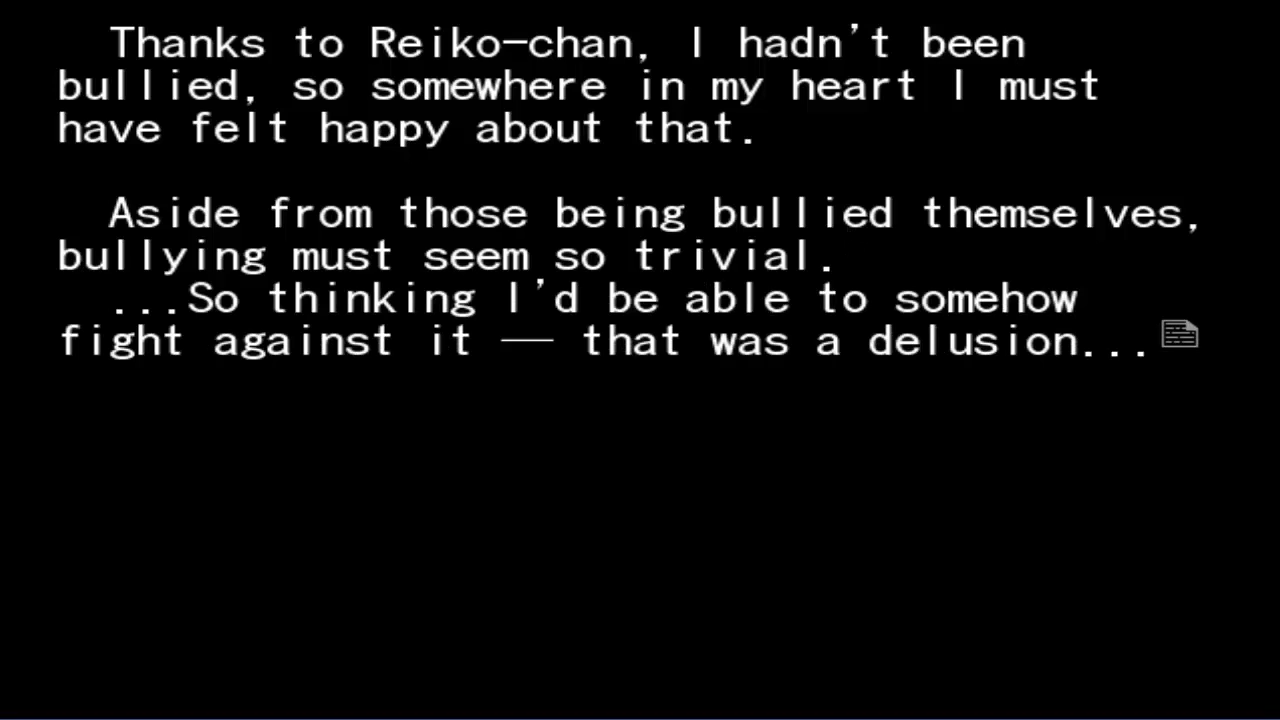 Thanks to Reiko-chan, I hadn't been
bullied, so somewhere in my heart I must
have felt happy about that.
Aside from those being bullied themselves,
bullying must seem so trivial.
...So thinking I'd be able to somehow
fight against it — that was a delusion...